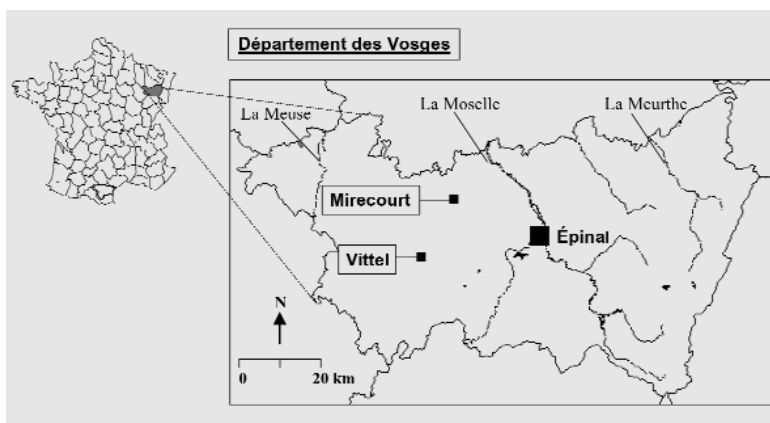 Département des Vosges
La Meuse
La Moselle
La Meurthe
Mirecourt
Épinal
Vittel
N
0 20 km